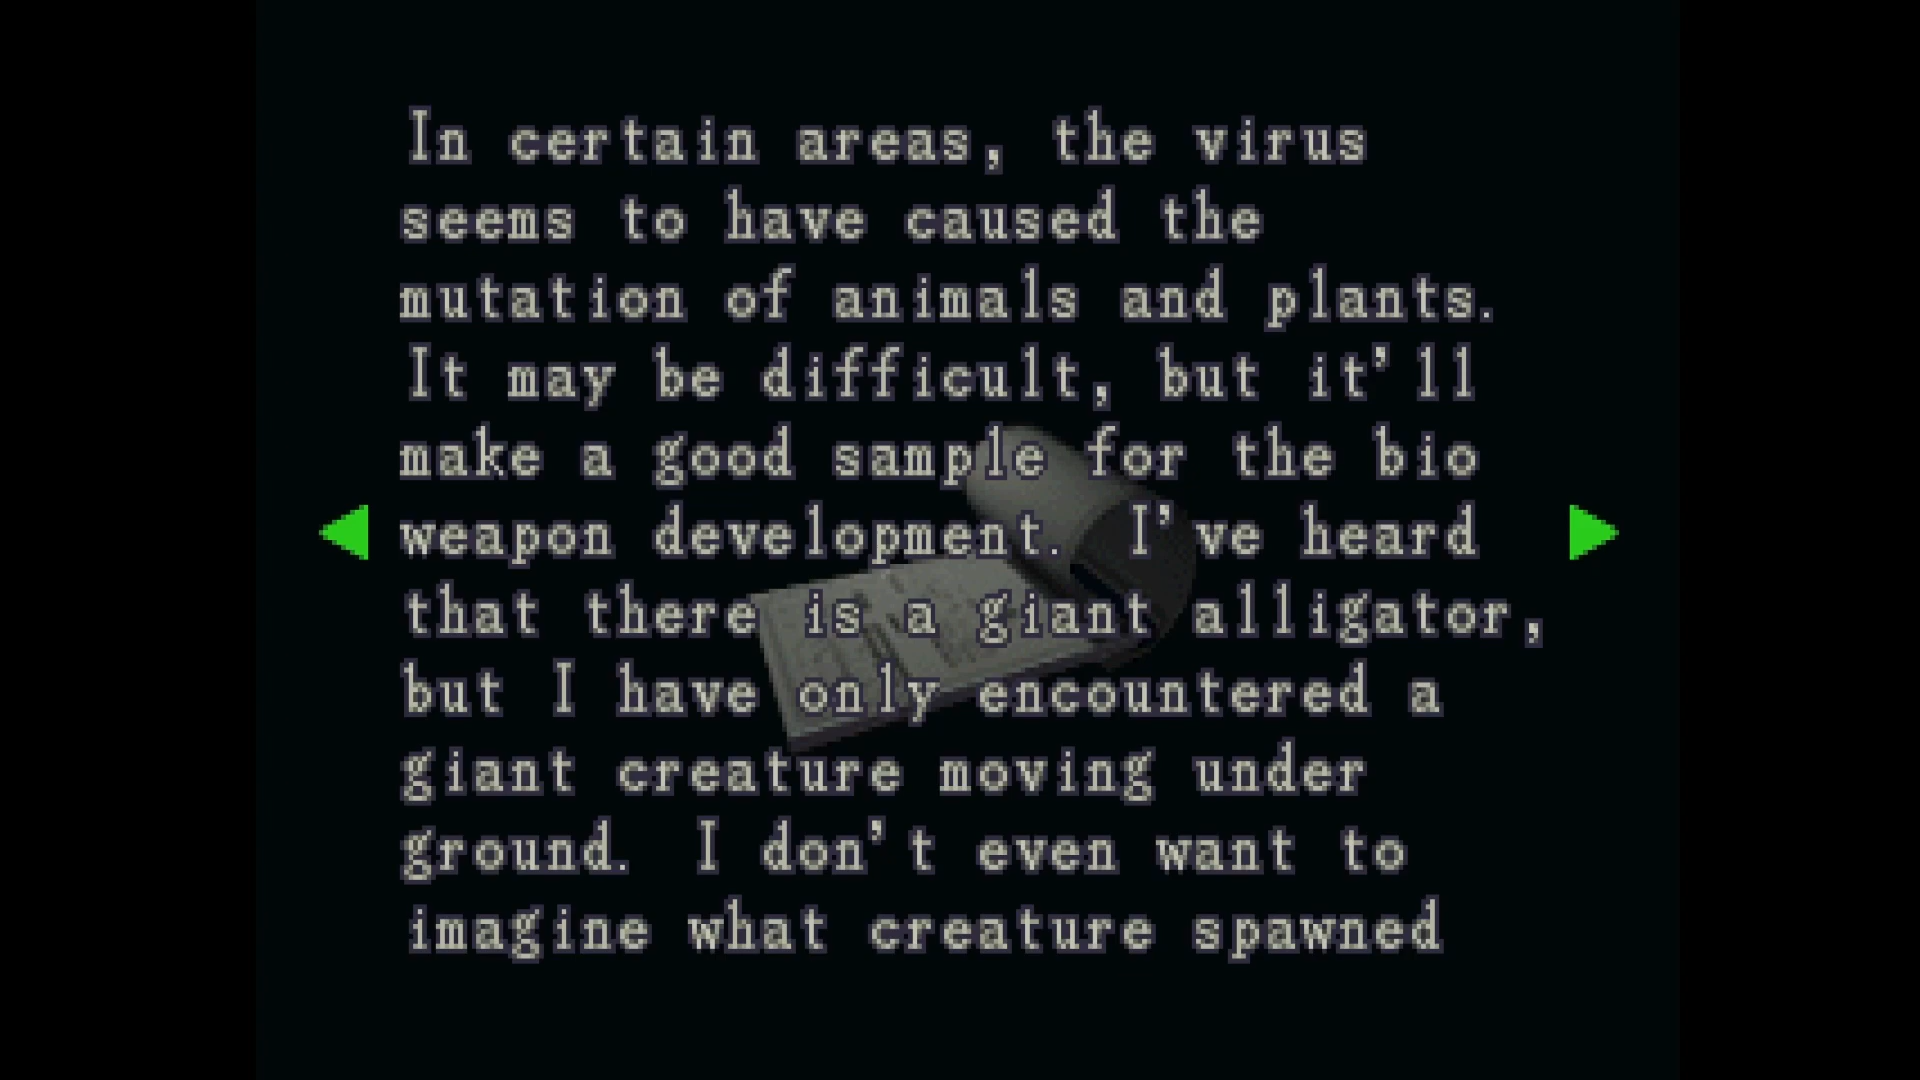 In certain areas, the virus
seems to have caused the
mutation of animals and plants.
It may be difficult, but it'll
make a good sample for the bio
weapon development. I've heard
that there is a giant alligator,
but I have only encountered a
giant creature moving under
ground. I don't even want to
imagine what creature spawned